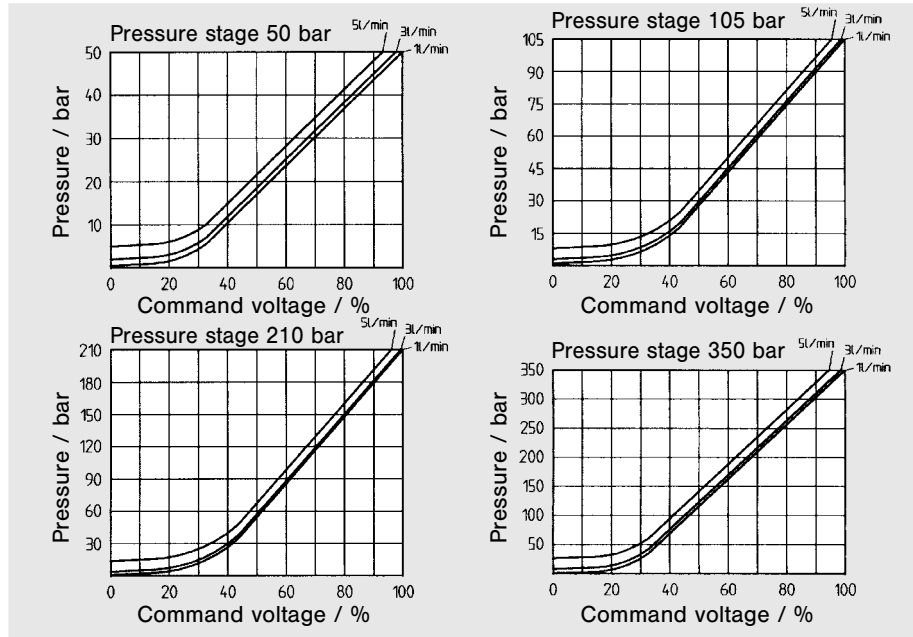 Pressure stage 50 bar
5l/min
3l/min
1l/min
50
40
30
20
10
Pressure / bar
0 20 40 60 80 100
Command voltage / %
Pressure stage 105 bar
5l/min
3l/min
1l/min
105
90
75
60
45
30
15
Pressure / bar
0 20 40 60 80 100
Command voltage / %
Pressure stage 210 bar
5l/min
3l/min
1l/min
210
180
150
120
90
60
30
Pressure / bar
0 20 40 60 80 100
Command voltage / %
Pressure stage 350 bar
5l/min
3l/min
1l/min
350
300
250
200
150
100
50
Pressure / bar
0 20 40 60 80 100
Command voltage / %